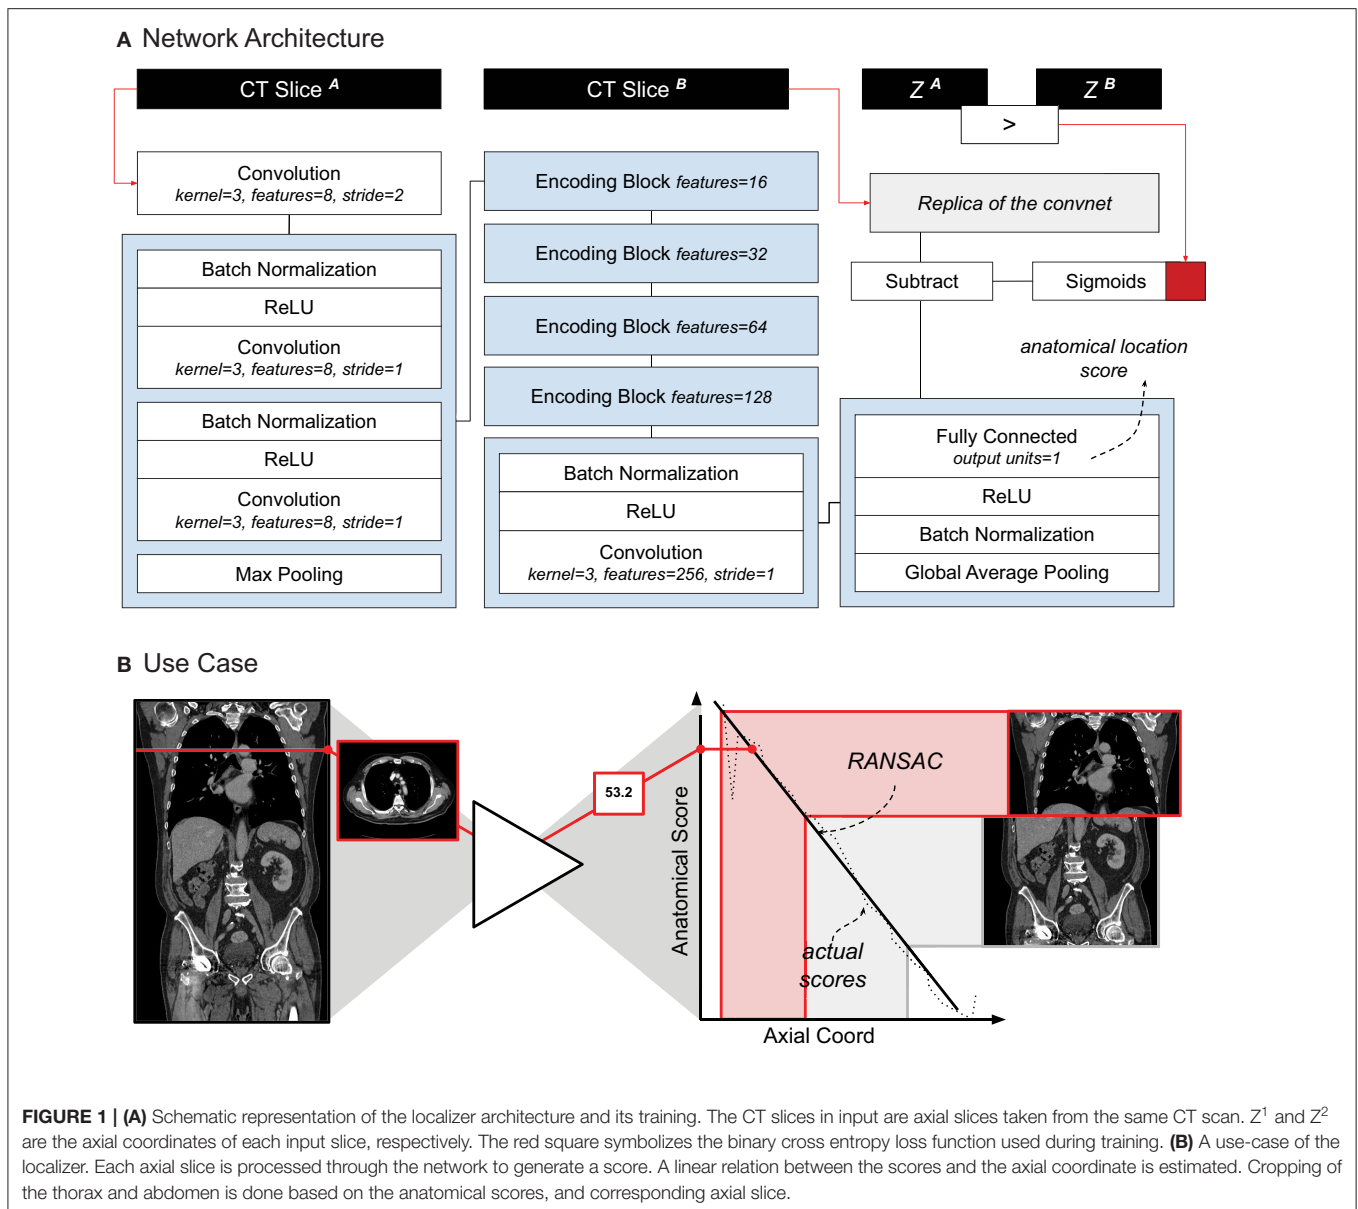 A Network Architecture
CT Slice A
CT Slice B
Z A
Z B
>
Convolution
kernel=3, features=8, stride=2
Batch Normalization
ReLU
Convolution
kernel=3, features=8, stride=1
Batch Normalization
ReLU
Convolution
kernel=3, features=8, stride=1
Max Pooling
Encoding Block features=16
Encoding Block features=32
Encoding Block features=64
Encoding Block features=128
Batch Normalization
ReLU
Convolution
kernel=3, features=256, stride=1
Replica of the convnet
Subtract
Sigmoids
anatomical location
score
Fully Connected
output units=1
ReLU
Batch Normalization
Global Average Pooling
B Use Case
53.2
Anatomical Score
RANSAC
actual
scores
Axial Coord
FIGURE 1 | (A) Schematic representation of the localizer architecture and its training. The CT slices in input are axial slices taken from the same CT scan. Z1 and Z2
are the axial coordinates of each input slice, respectively. The red square symbolizes the binary cross entropy loss function used during training. (B) A use-case of the
localizer. Each axial slice is processed through the network to generate a score. A linear relation between the scores and the axial coordinate is estimated. Cropping of
the thorax and abdomen is done based on the anatomical scores, and corresponding axial slice.